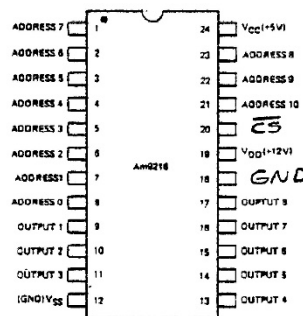 ADDRESS 7 1 24 VCC(+5V)
ADDRESS 6 2 23 ADDRESS 8
ADDRESS 5 3 22 ADDRESS 9
ADDRESS 4 4 21 ADDRESS 10
ADDRESS 3 5 20 C̅S̅
ADDRESS 2 6 Am9216 19 VDD(+12V)
ADDRESS1 7 18 GND
ADDRESS 0 8 17 OUPTUT 8
OUTPUT 1 9 16 OUTPUT 7
OUTPUT 2 10 15 OUTPUT 6
OUTPUT 3 11 14 OUTPUT 5
(GND)VSS 12 13 OUTPUT 4